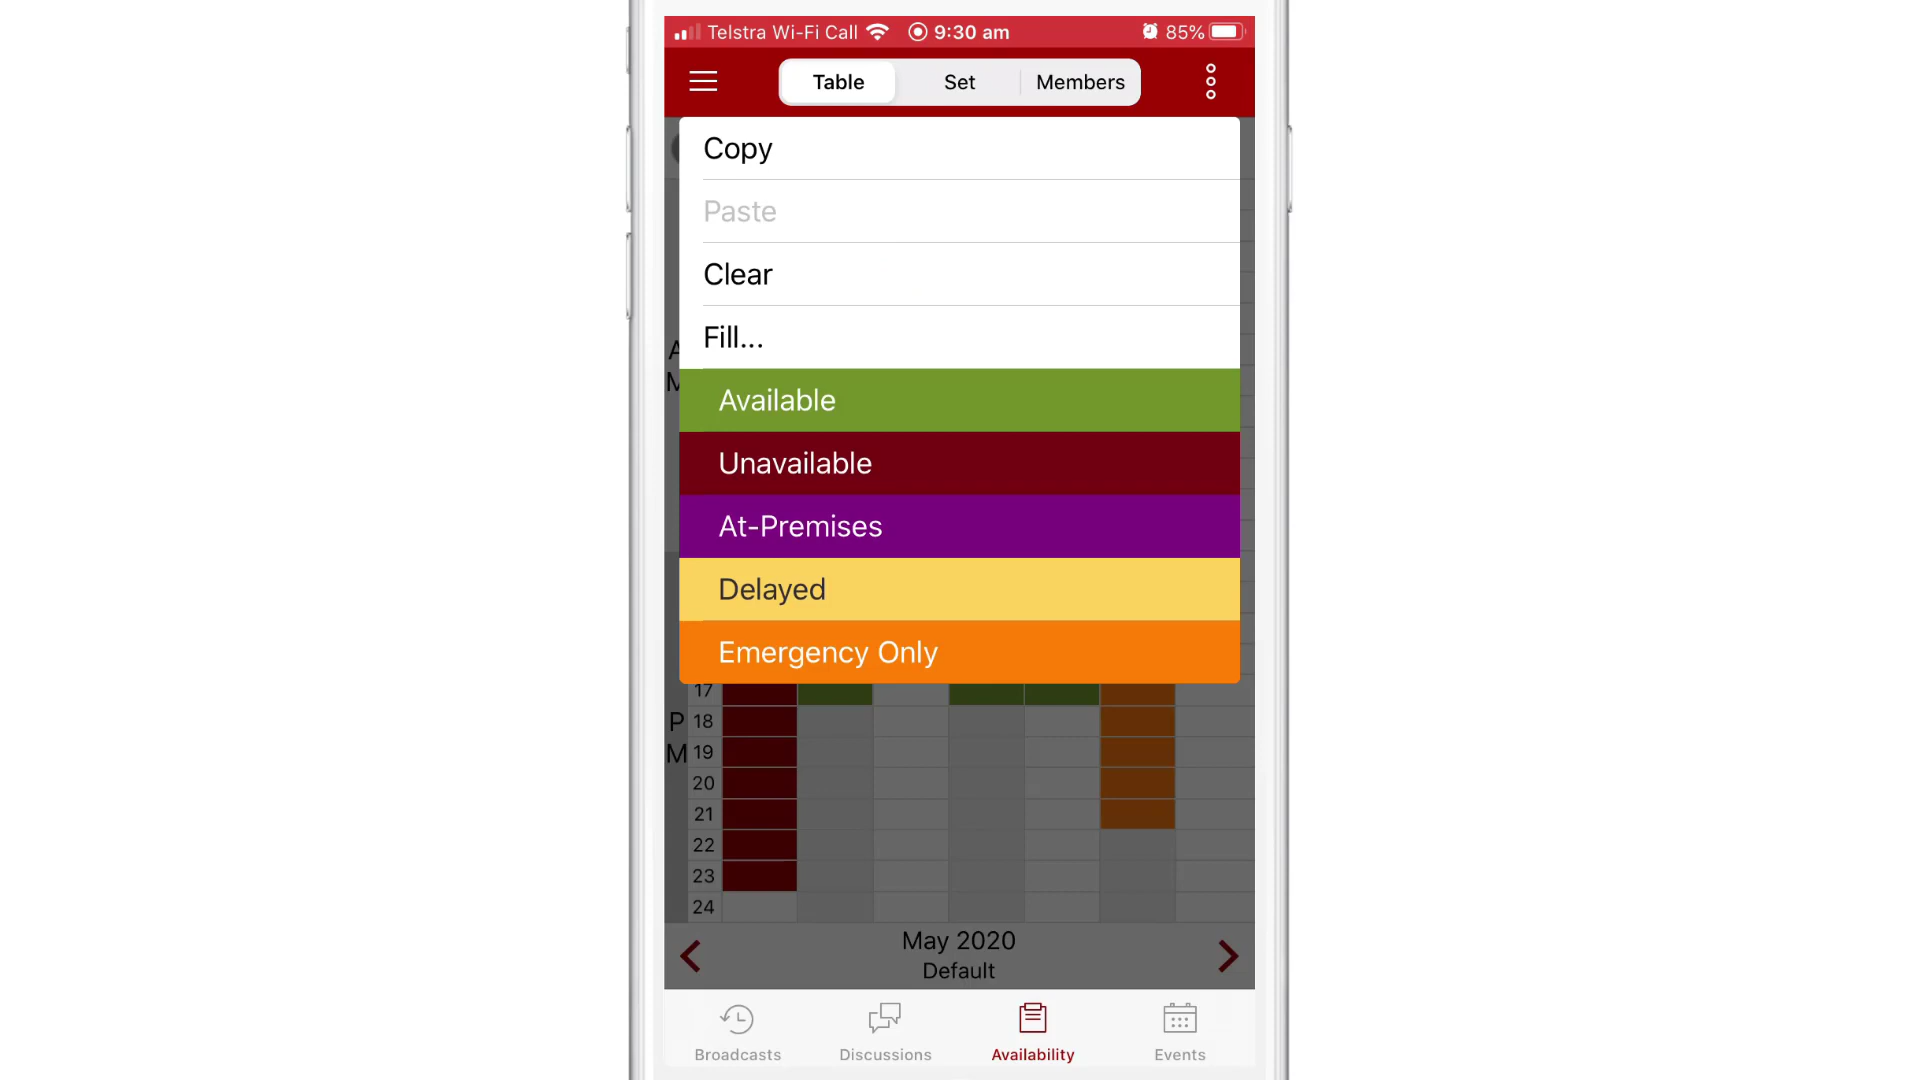 Telstra Wi-Fi Call 9:30 am 85%
Table Set Members
Copy
Paste
Clear
Fill...
A
M
Available
Unavailable
At-Premises
Delayed
Emergency Only
17
P 18
M 19
20
21
22
23
24
May 2020
Default
Broadcasts Discussions Availability Events